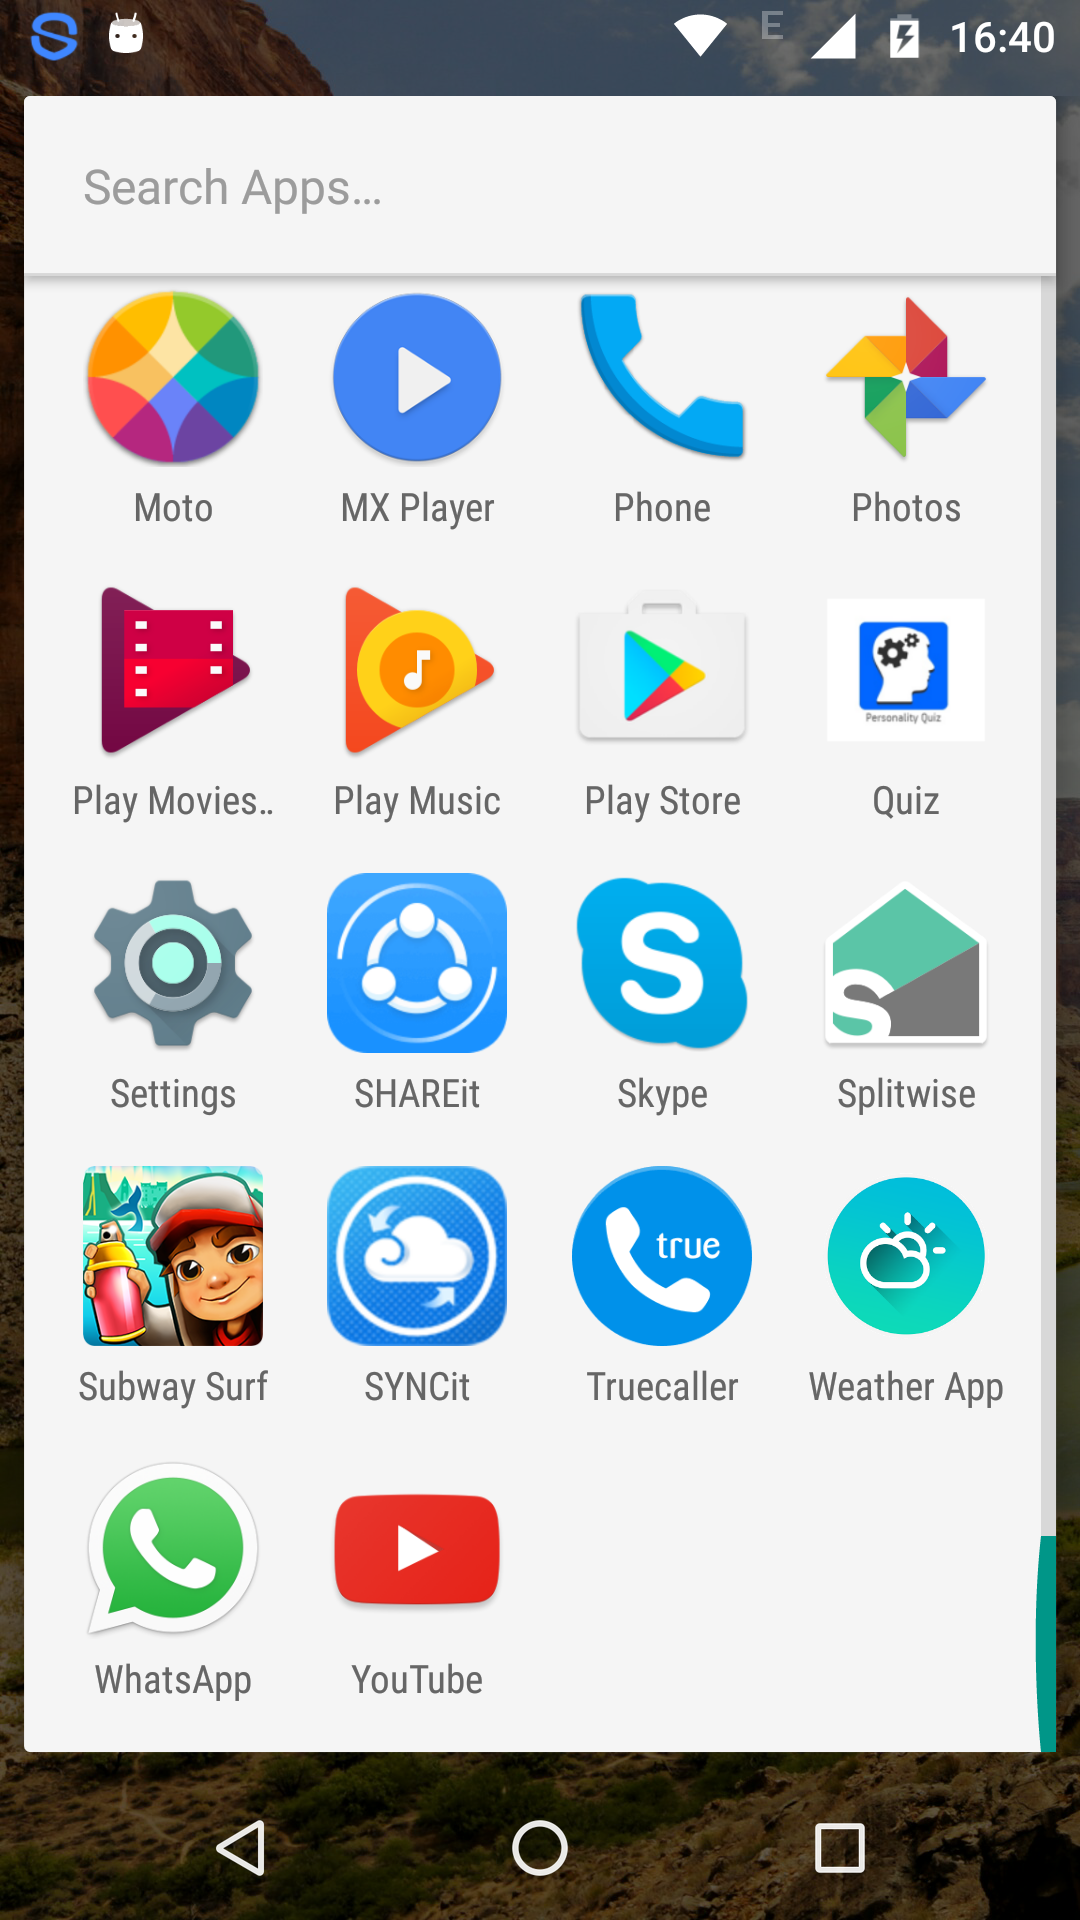 E 16:40
Search Apps...
Moto MX Player Phone Photos
Personality Quiz
Play Movies.. Play Music Play Store Quiz
Settings SHAREit Skype Splitwise
true
Subway Surf SYNCit Truecaller Weather App
WhatsApp YouTube